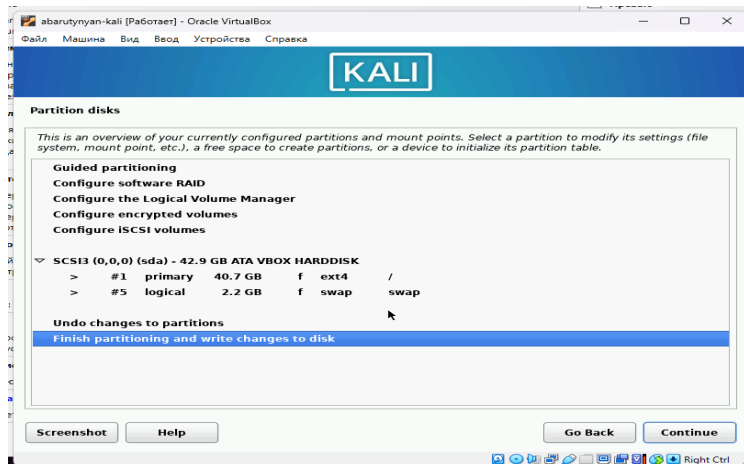 abarutynyan-kali [Работает] - Oracle VirtualBox
Файл Машина Вид Ввод Устройства Справка
KALI
Partition disks
This is an overview of your currently configured partitions and mount points. Select a partition to modify its settings (file
system, mount point, etc.), a free space to create partitions, or a device to initialize its partition table.
Guided partitioning
Configure software RAID
Configure the Logical Volume Manager
Configure encrypted volumes
Configure iSCSI volumes
SCSI3 (0,0,0) (sda) - 42.9 GB ATA VBOX HARDDISK
> #1 primary 40.7 GB f ext4 /
> #5 logical 2.2 GB f swap swap
Undo changes to partitions
Finish partitioning and write changes to disk
Screenshot Help Go Back Continue
Right Ctrl